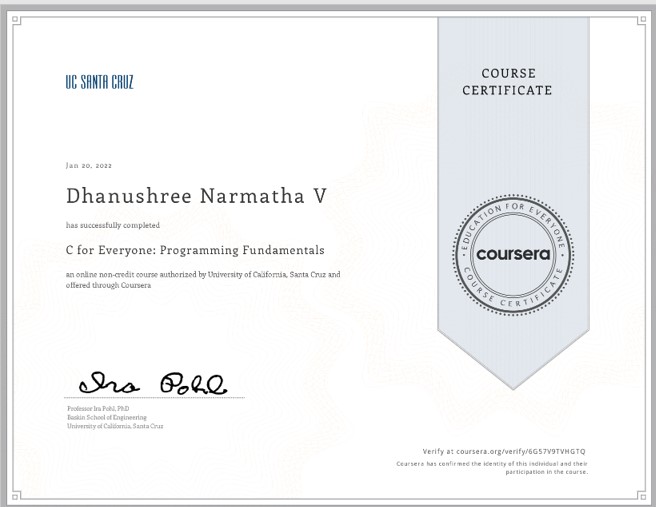 UC SANTA CRUZ
COURSE
CERTIFICATE
Jan 20, 2022
Dhanushree Narmatha V
has successfully completed
C for Everyone: Programming Fundamentals
an online non-credit course authorized by University of California, Santa Cruz and
offered through Coursera
EDUCATION FOR EVERYONE
coursera
COURSE CERTIFICATE
Ira Pohl
Professor Ira Pohl, PhD
Baskin School of Engineering
University of California, Santa Cruz
Verify at coursera.org/verify/6G57V9TVHGTQ
Coursera has confirmed the identity of this individual and their
participation in the course.